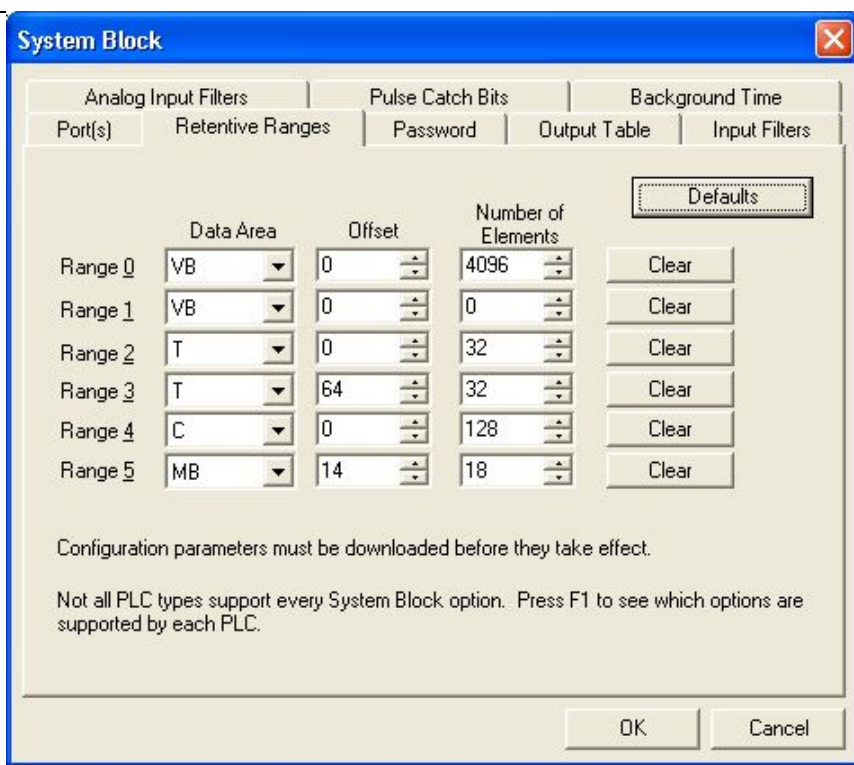 System Block
Analog Input Filters Pulse Catch Bits Background Time
Port(s) Retentive Ranges Password Output Table Input Filters
Defaults
Data Area Offset Number of Elements
Range 0 VB 0 4096 Clear
Range 1 VB 0 0 Clear
Range 2 T 0 32 Clear
Range 3 T 64 32 Clear
Range 4 C 0 128 Clear
Range 5 MB 14 18 Clear
Configuration parameters must be downloaded before they take effect.
Not all PLC types support every System Block option. Press F1 to see which options are
supported by each PLC.
OK Cancel